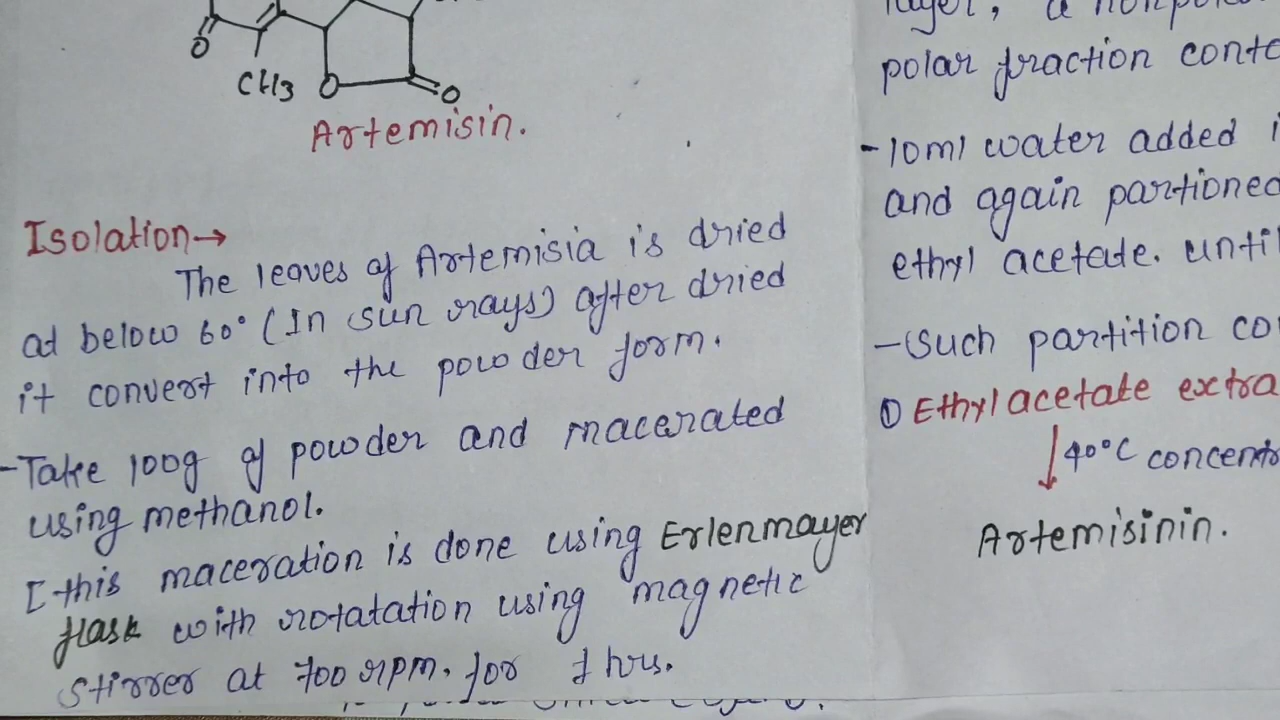 O
CH3
O
O
Artemisin.
Isolation→
The leaves of Artemisia is dried
at below 60° (In sun rays) after dried
it convert into the powder form.
-Take 100g of powder and macerated
using methanol.
[this maceration is done using Erlenmayer
flask with rotatation using magnetic
stirrer at 700 rpm. for 1 hrs.
polar fraction conte
-10ml water added i
and again partioned
ethyl acetate. until
-Such partition co
① Ethyl acetate extra
↓ 40°C concentr
Artemisinin.